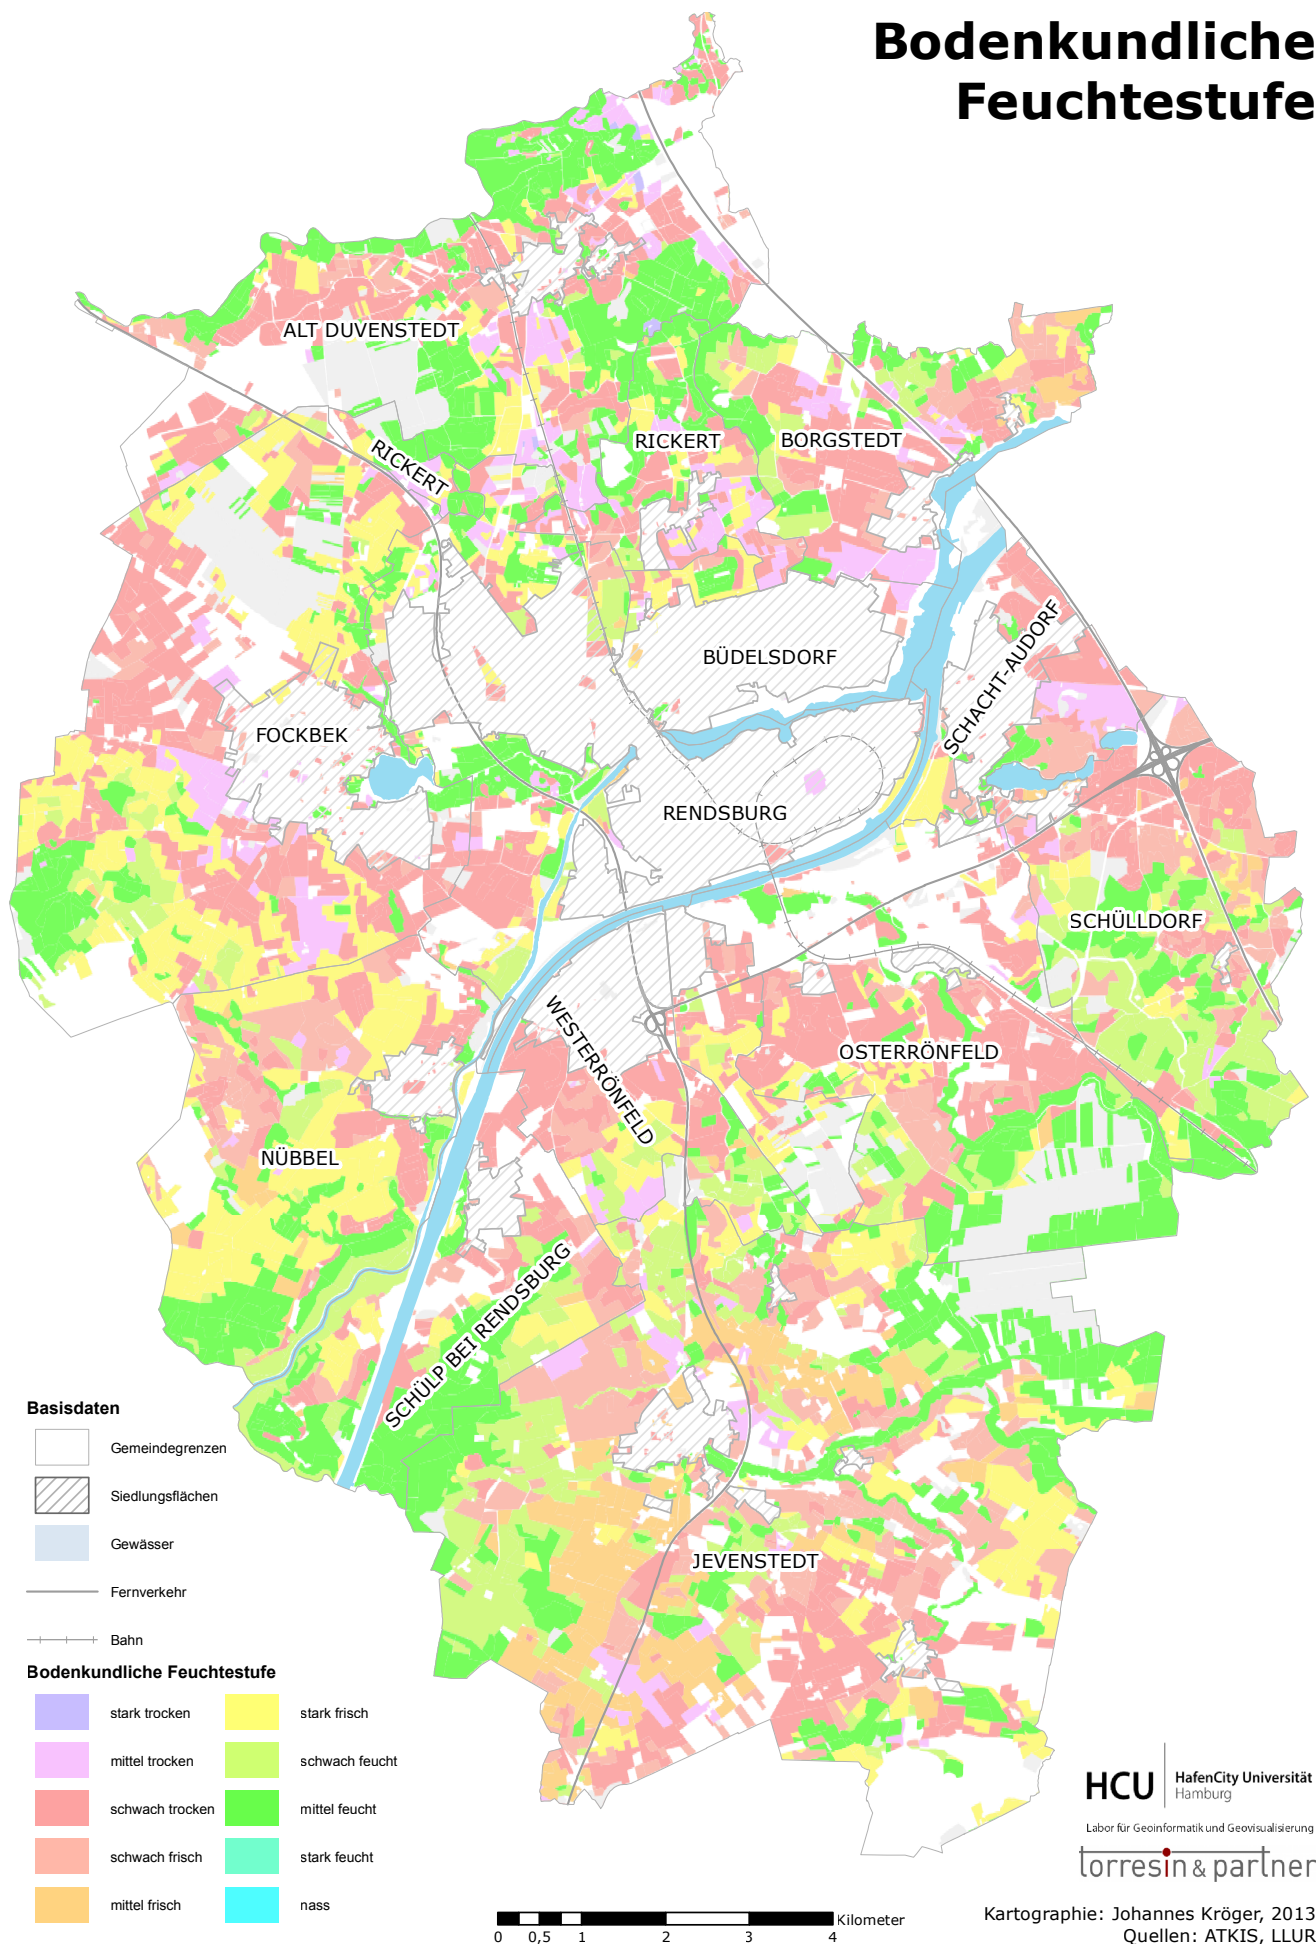 Bodenkundliche
Feuchtestufe
ALT DUVENSTEDT
RICKERT
RICKERT
BORGSTEDT
BÜDELSDORF
SCHACHT-AUDORF
FOCKBEK
RENDSBURG
SCHÜLLDORF
WESTERRÖNFELD
OSTERRÖNFELD
NÜBBEL
SCHÜLP BEI RENDSBURG
JEVENSTEDT
Basisdaten
Gemeindegrenzen
Siedlungsflächen
Gewässer
Fernverkehr
Bahn
Bodenkundliche Feuchtestufe
stark trocken
mittel trocken
schwach trocken
schwach frisch
mittel frisch
stark frisch
schwach feucht
mittel feucht
stark feucht
nass
Kilometer
0 0,5 1 2 3 4
HCU HafenCity Universität
Hamburg
Labor für Geoinformatik und Geovisualisierung
torresin & partner
Kartographie: Johannes Kröger, 2013
Quellen: ATKIS, LLUR